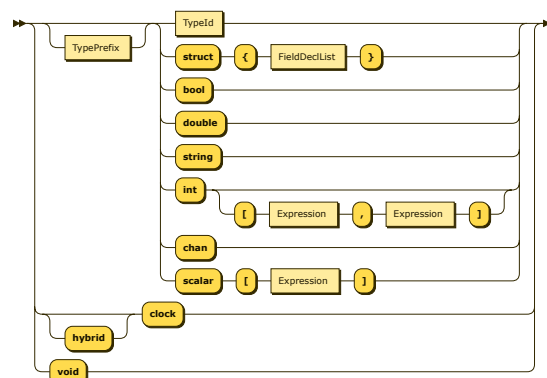 TypeId
TypePrefix
struct { FieldDeclList }
bool
double
string
int
[ Expression , Expression ]
chan
scalar [ Expression ]
clock
hybrid
void